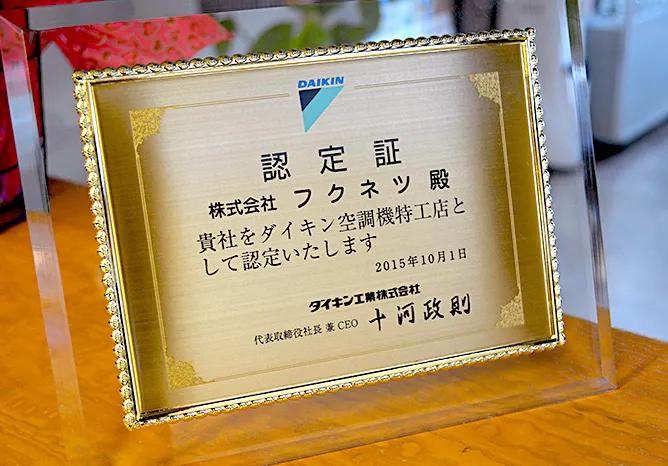 DAIKIN
認定証
株式会社 フクネツ 殿
貴社をダイキン空調機特工店と
して認定いたします
2015年10月1日
ダイキン工業株式会社
代表取締役社長 兼 CEO 十河政則